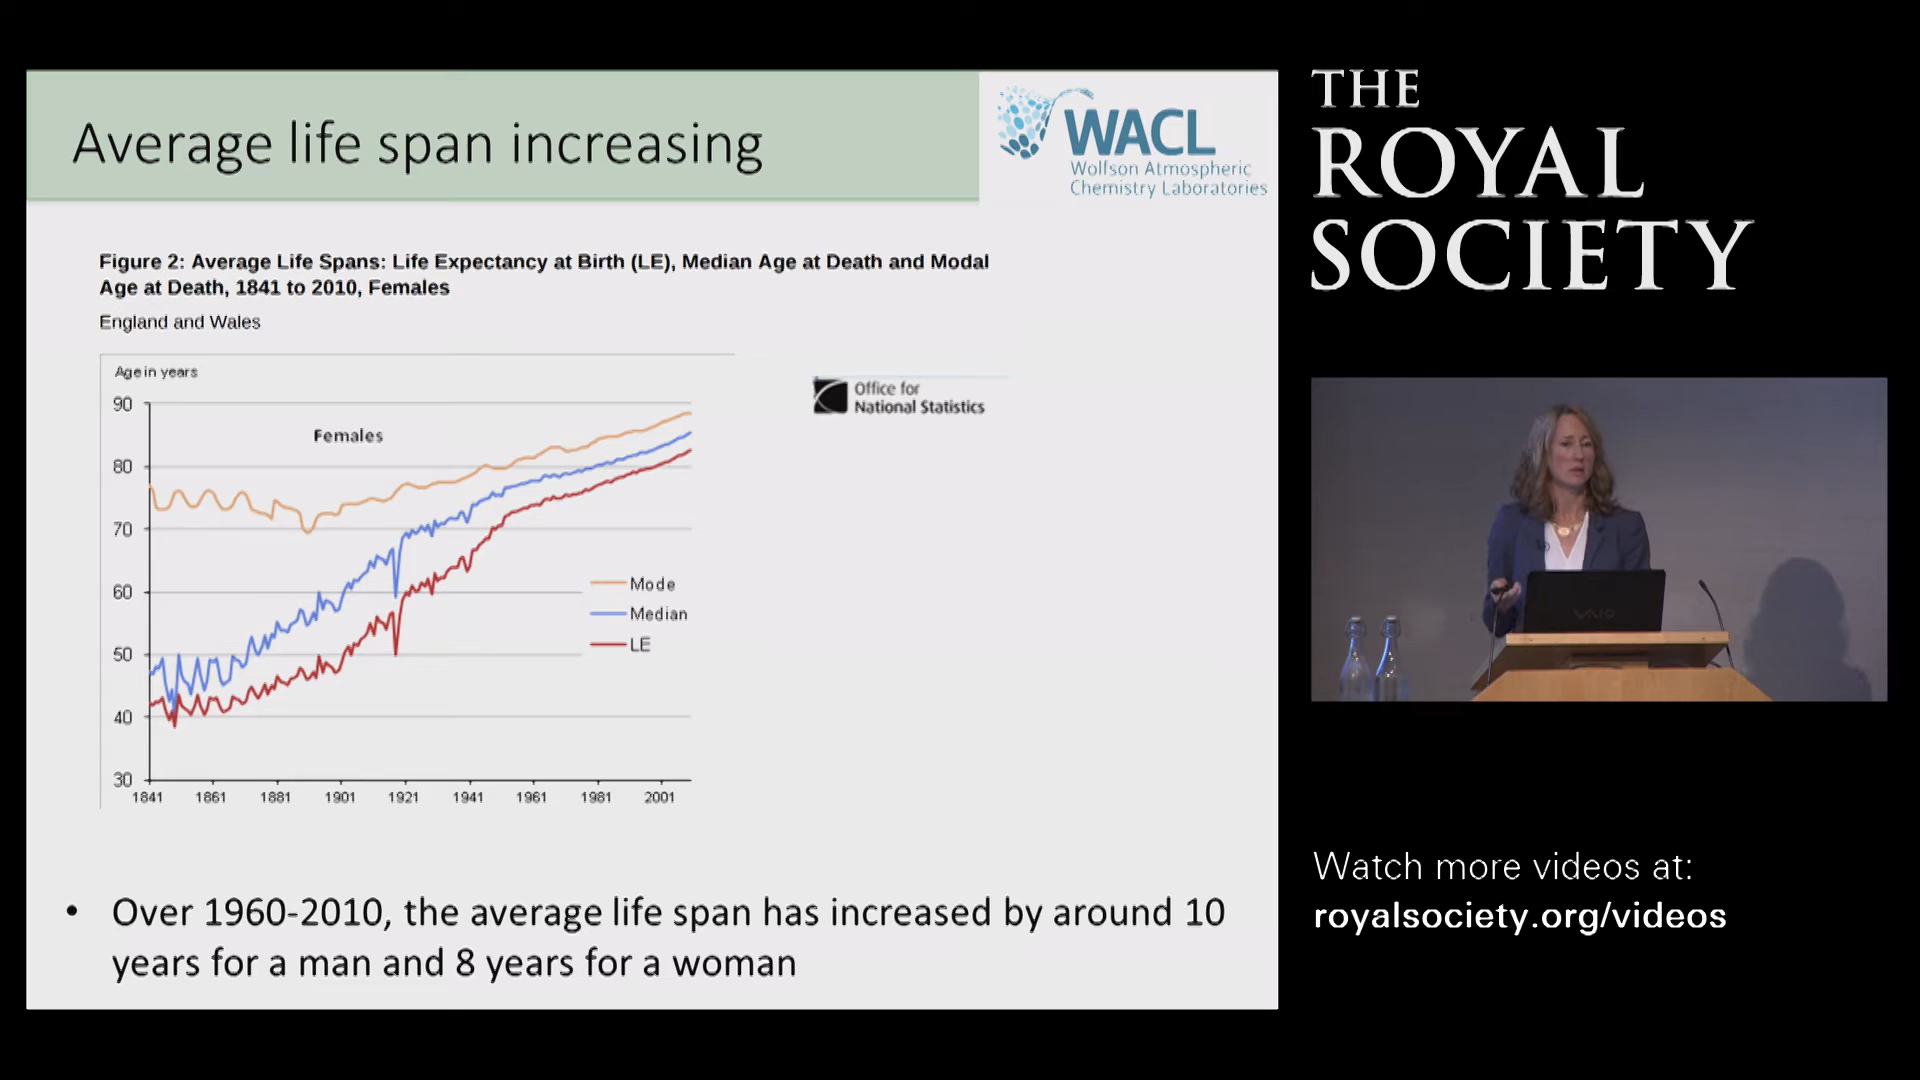 Average life span increasing
WACL
Wolfson Atmospheric
Chemistry Laboratories
Figure 2: Average Life Spans: Life Expectancy at Birth (LE), Median Age at Death and Modal
Age at Death, 1841 to 2010, Females
England and Wales
Age in years
90
80
70
60
50
40
30
Females
Mode
Median
LE
1841 1861 1881 1901 1921 1941 1961 1981 2001
Office for
National Statistics
• Over 1960-2010, the average life span has increased by around 10
years for a man and 8 years for a woman
THE
ROYAL
SOCIETY
VAIO
Watch more videos at:
royalsociety.org/videos